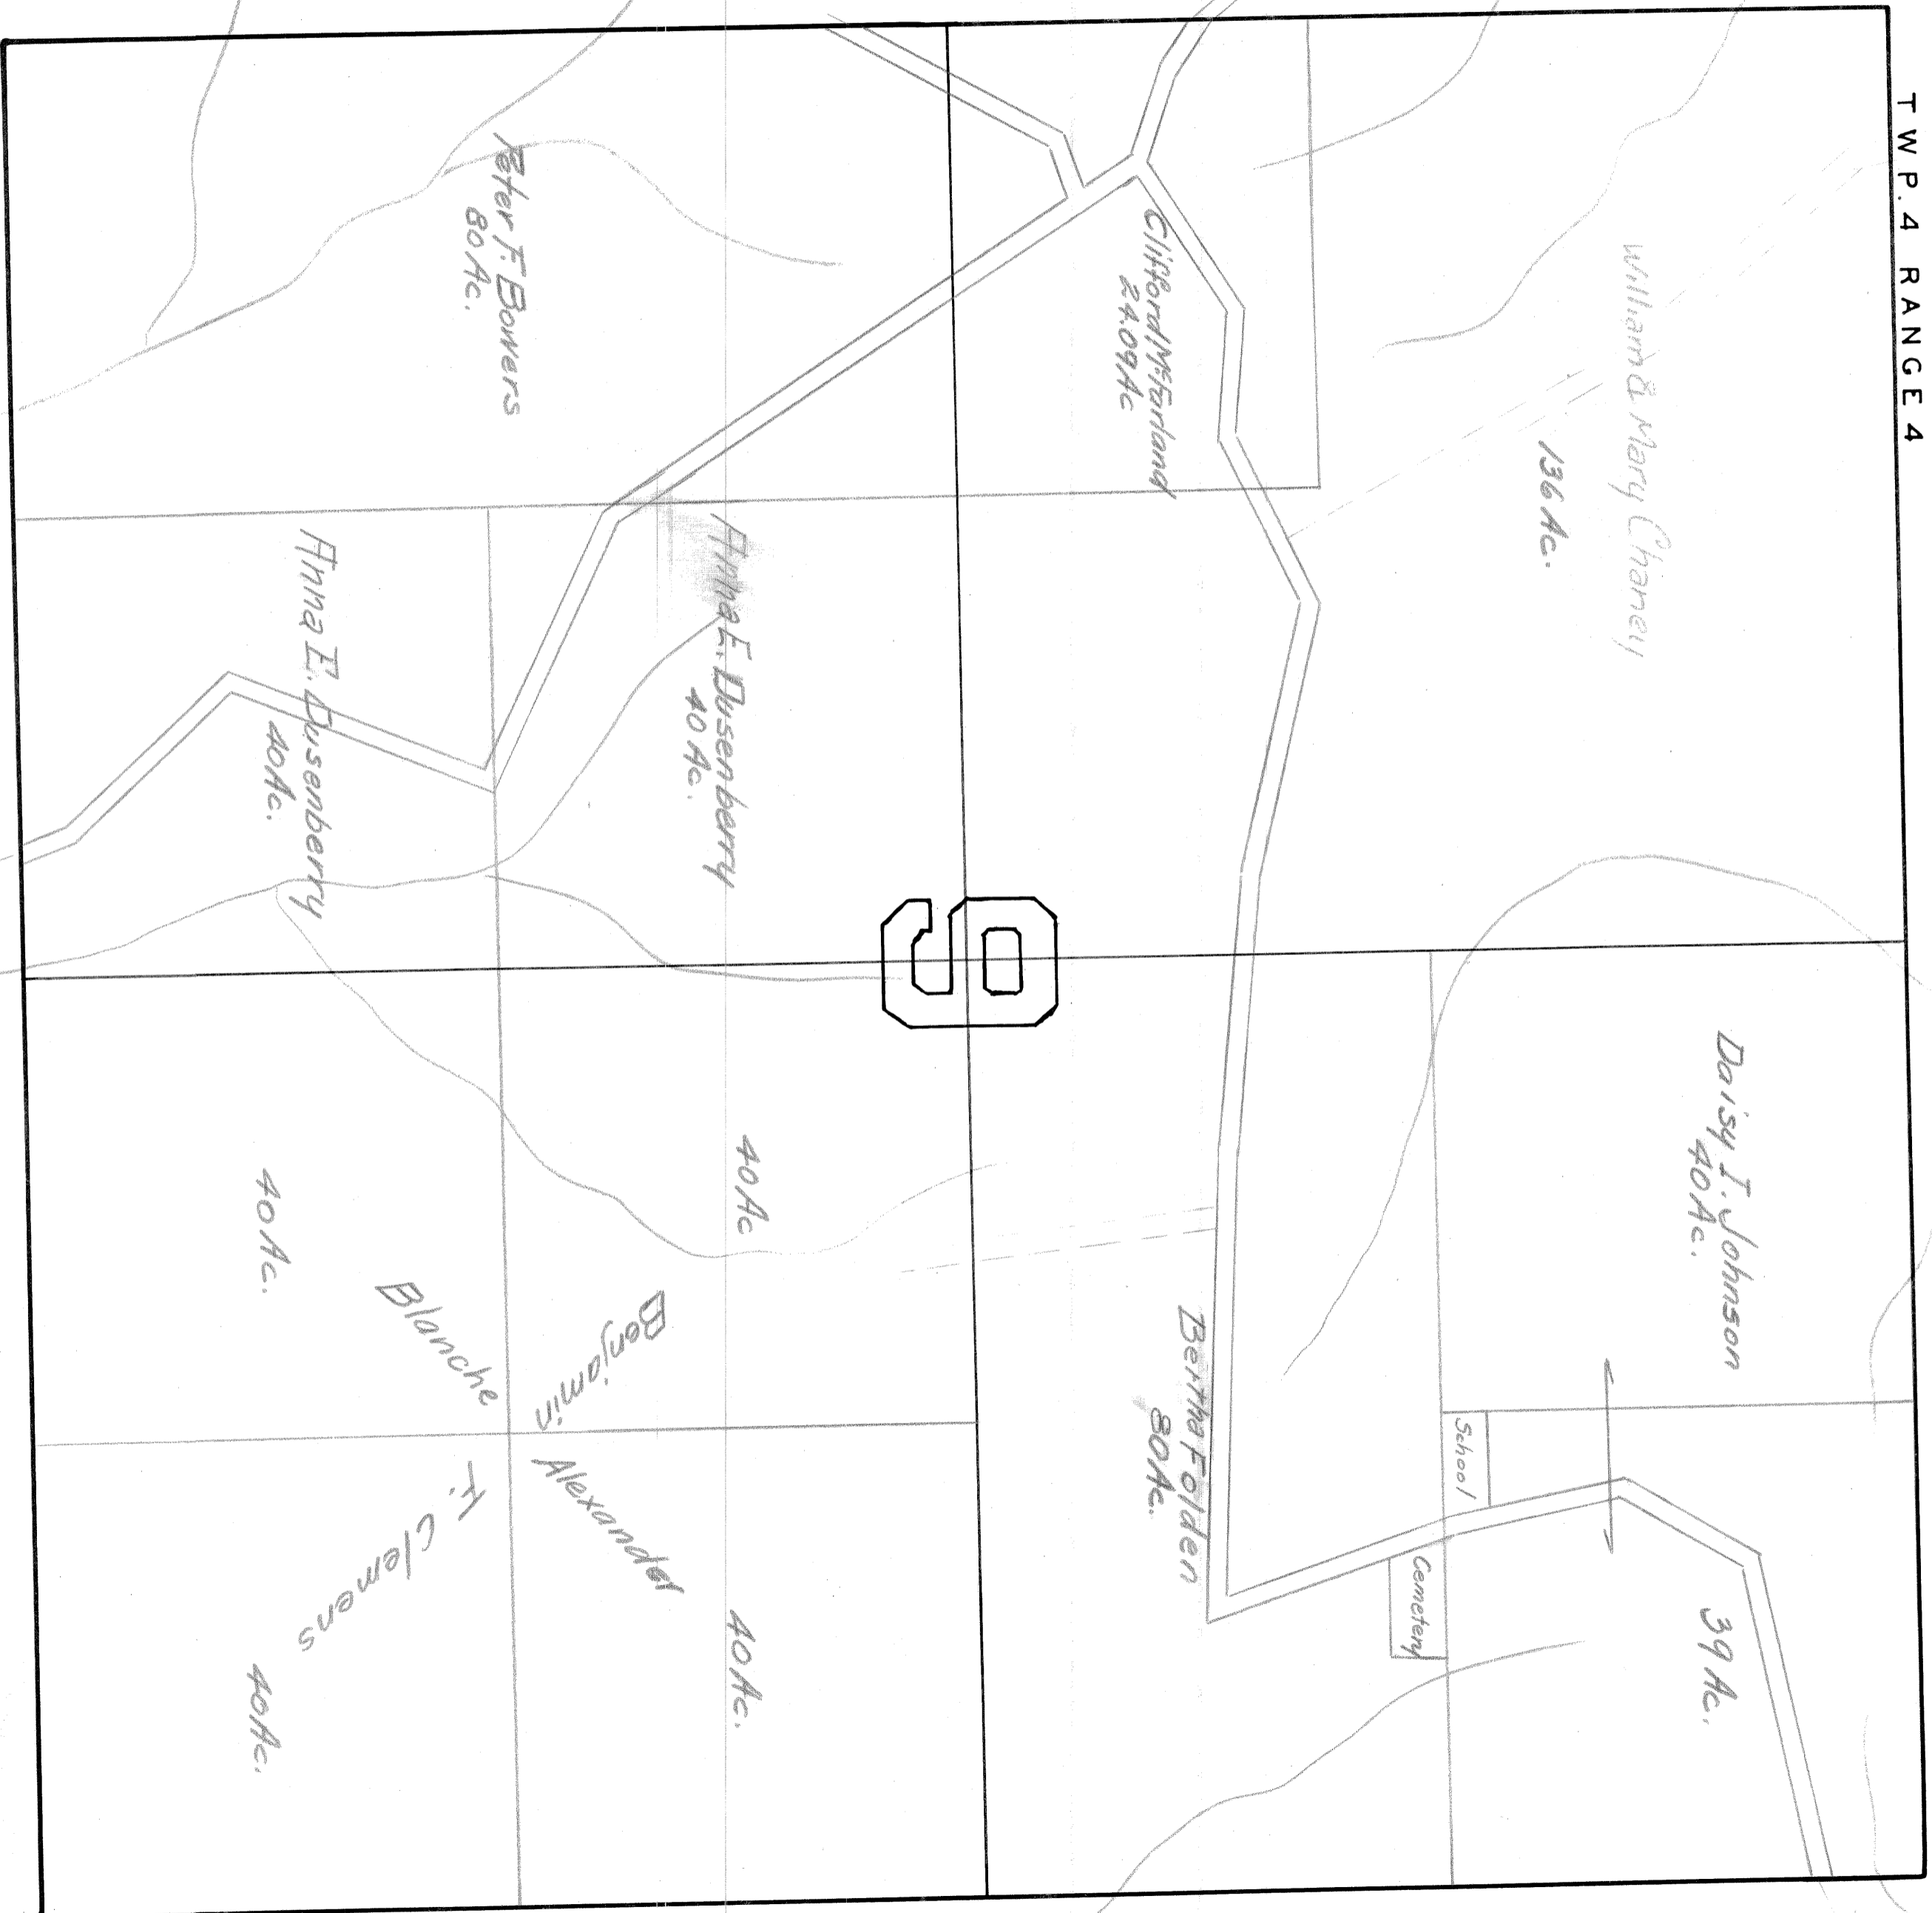 TWP. 4 RANGE 4
William & Mary Chaney
136 Ac.
Daisy I. Johnson
40 Ac.
39 Ac.
School
Cemetery
Clifford McFarland
24.09 Ac
Bertha Folden
80 Ac.
9
Peter F. Bowers
80 Ac.
Anna E. Dusenberry
40 Ac.
40 Ac
40 Ac.
Benjamin
Alexander
Blanche
F. Clemens
Anna E. Dusenberry
40 Ac.
40 Ac.
40 Ac.